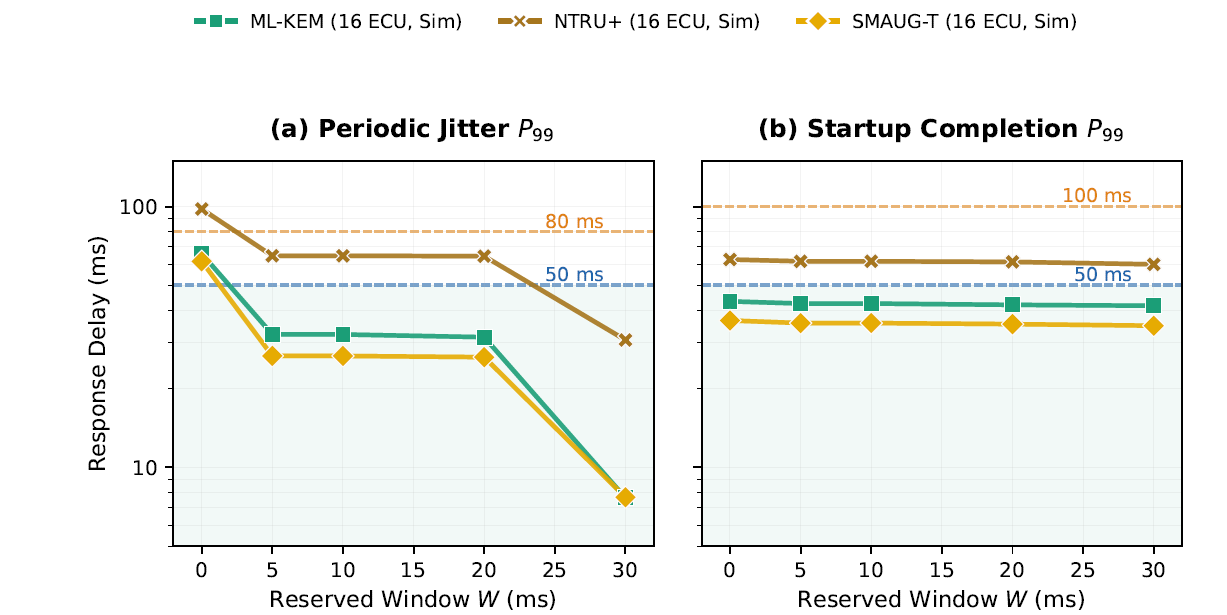 ML-KEM (16 ECU, Sim) NTRU+ (16 ECU, Sim) SMAUG-T (16 ECU, Sim)
(a) Periodic Jitter P99
(b) Startup Completion P99
Response Delay (ms)
100
10
80 ms
50 ms
0 5 10 15 20 25 30
Reserved Window W (ms)
100 ms
50 ms
0 5 10 15 20 25 30
Reserved Window W (ms)